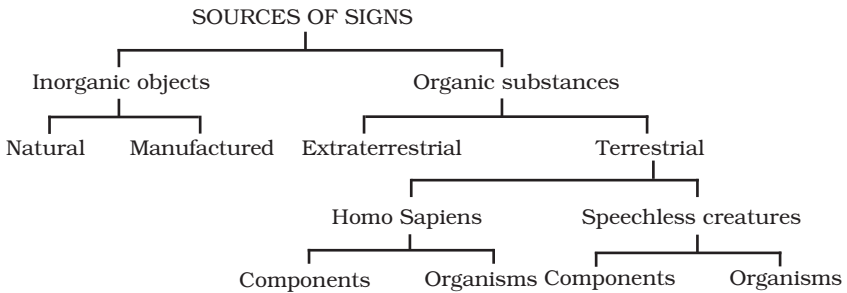 SOURCES OF SIGNS
Inorganic objects Organic substances
Natural Manufactured Extraterrestrial Terrestrial
Homo Sapiens Speechless creatures
Components Organisms Components Organisms